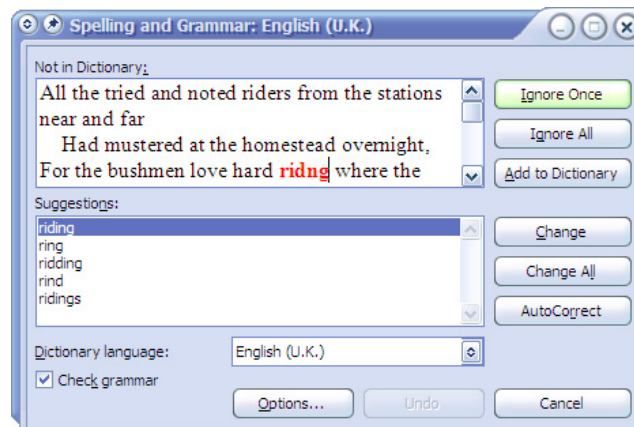 Spelling and Grammar: English (U.K.)
Not in Dictionary:
All the tried and noted riders from the stations
near and far
Had mustered at the homestead overnight,
For the bushmen love hard ridng where the
Ignore Once
Ignore All
Add to Dictionary
Suggestions:
riding
ring
ridding
rind
ridings
Change
Change All
AutoCorrect
Dictionary language:
English (U.K.)
Check grammar
Options...
Undo
Cancel